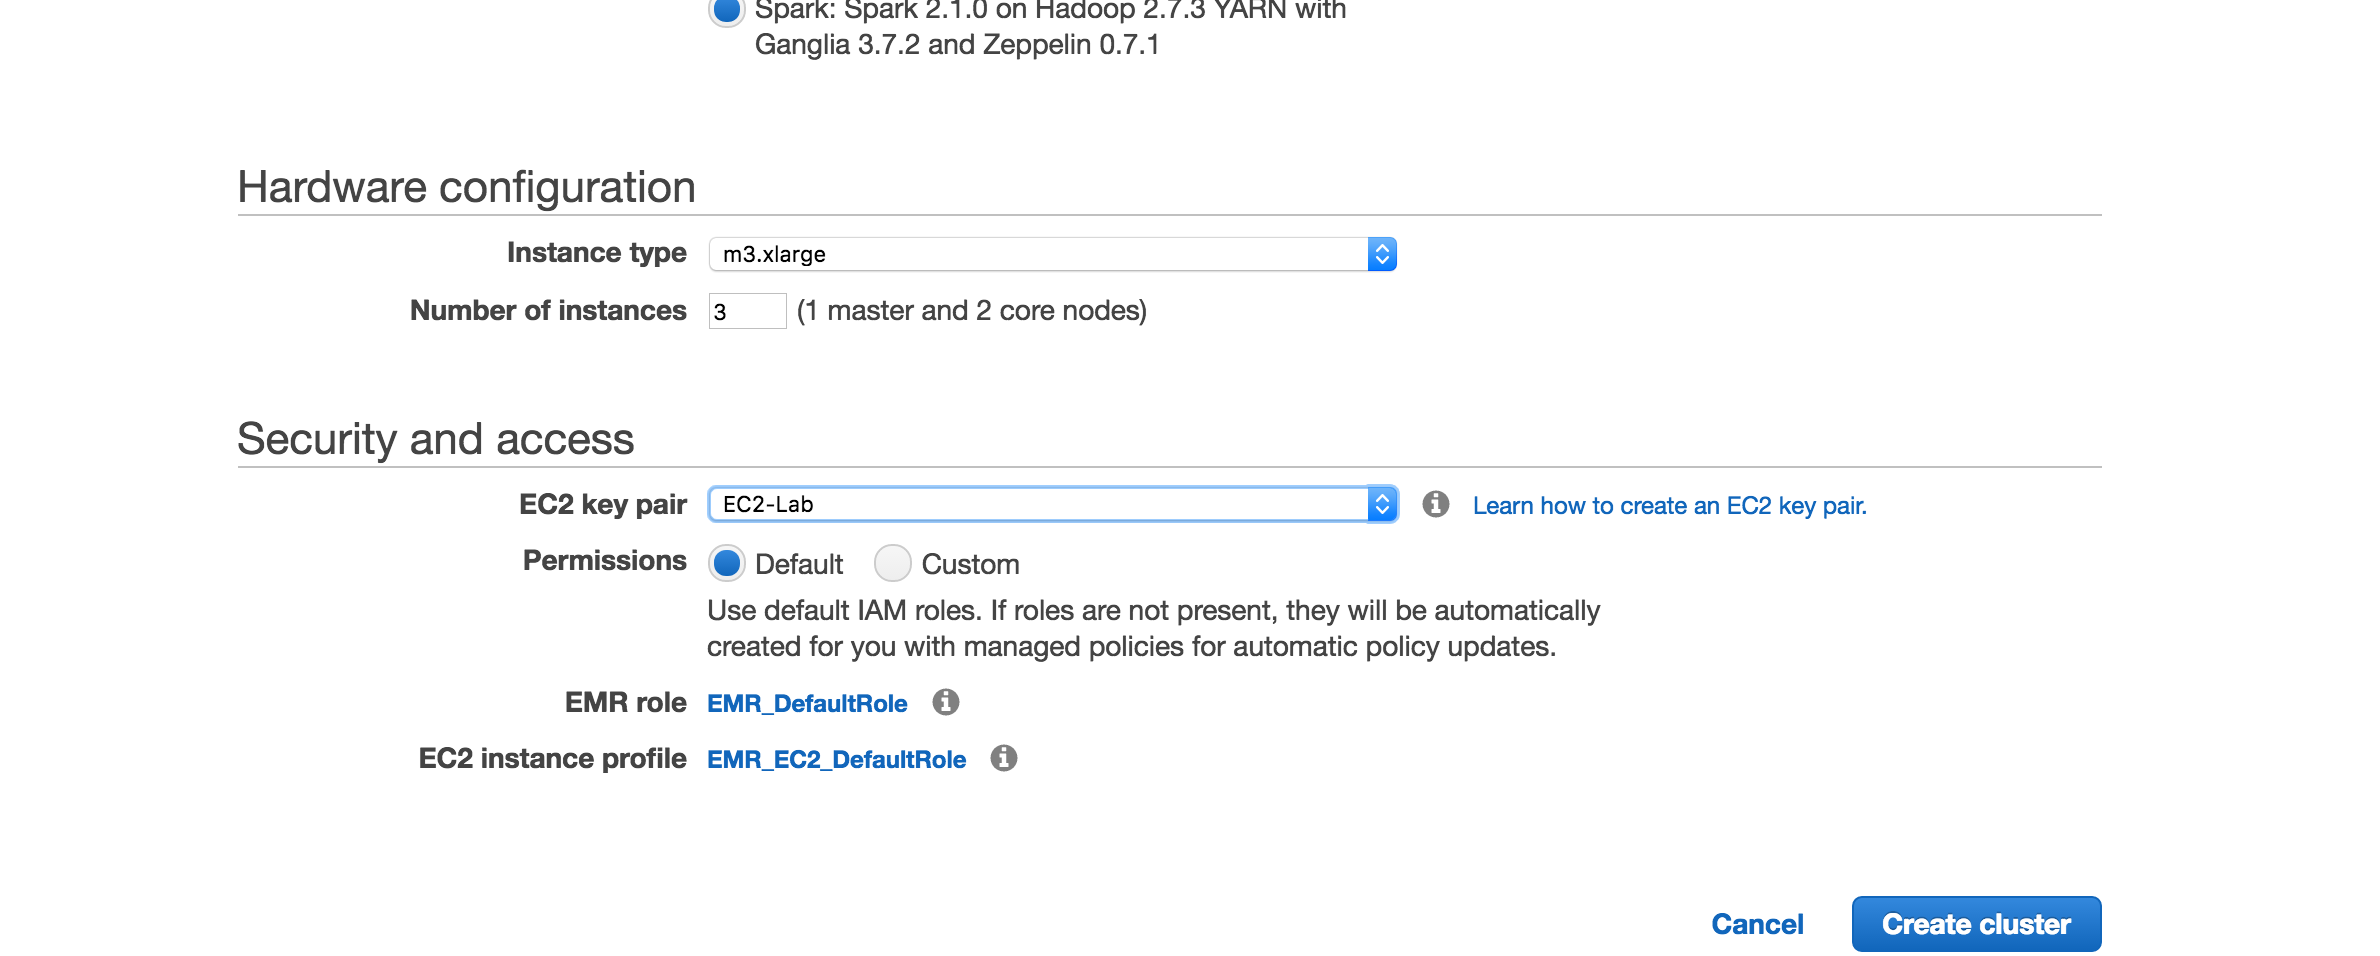 Spark: Spark 2.1.0 on Hadoop 2.7.3 YARN with
Ganglia 3.7.2 and Zeppelin 0.7.1
Hardware configuration
Instance type m3.xlarge
Number of instances 3 (1 master and 2 core nodes)
Security and access
EC2 key pair EC2-Lab Learn how to create an EC2 key pair.
Permissions Default Custom
Use default IAM roles. If roles are not present, they will be automatically
created for you with managed policies for automatic policy updates.
EMR role EMR_DefaultRole
EC2 instance profile EMR_EC2_DefaultRole
Cancel Create cluster